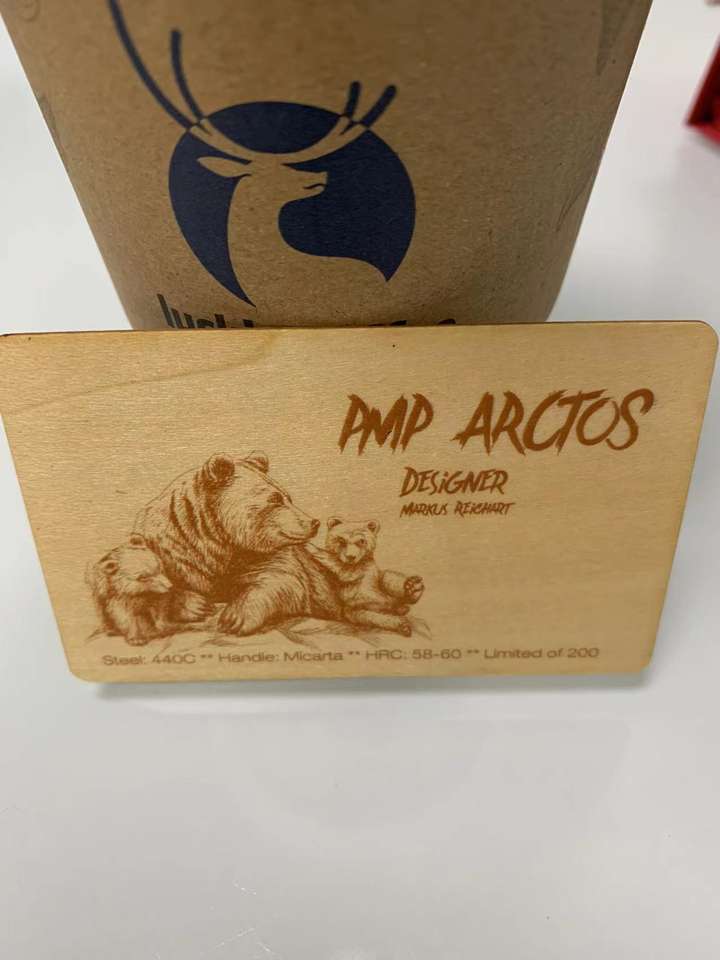 PMP ARCTOS
DESiGNER
MARKUS REICHART
Steel: 440C ** Handle: Micarta ** HRC: 58-60 ** Limited of 200